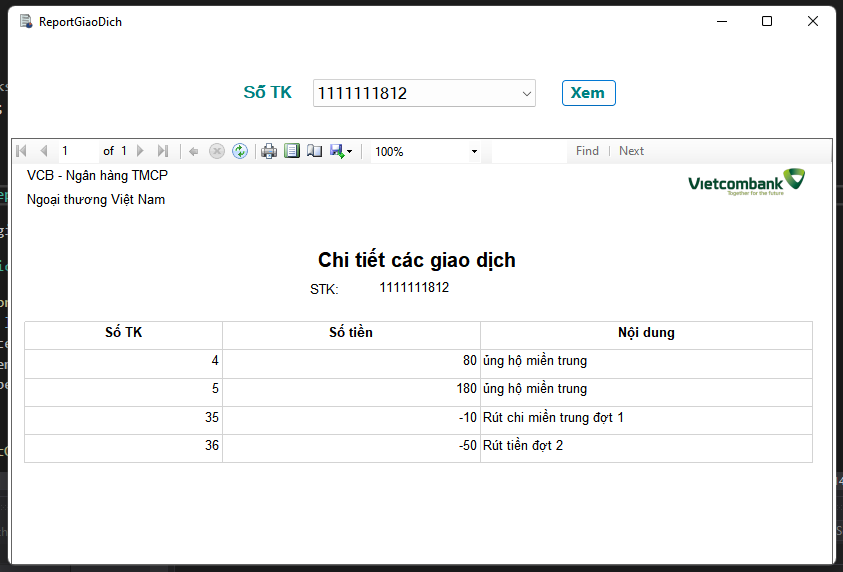 ReportGiaoDich
Số TK 1111111812 Xem
1 of 1 100% Find | Next
VCB - Ngân hàng TMCP
Ngoại thương Việt Nam
Vietcombank
Together for the future
Chi tiết các giao dịch
STK: 1111111812
Số TK Số tiền Nội dung
4 80 ủng hộ miền trung
5 180 ủng hộ miền trung
35 -10 Rút chi miền trung đợt 1
36 -50 Rút tiền đợt 2